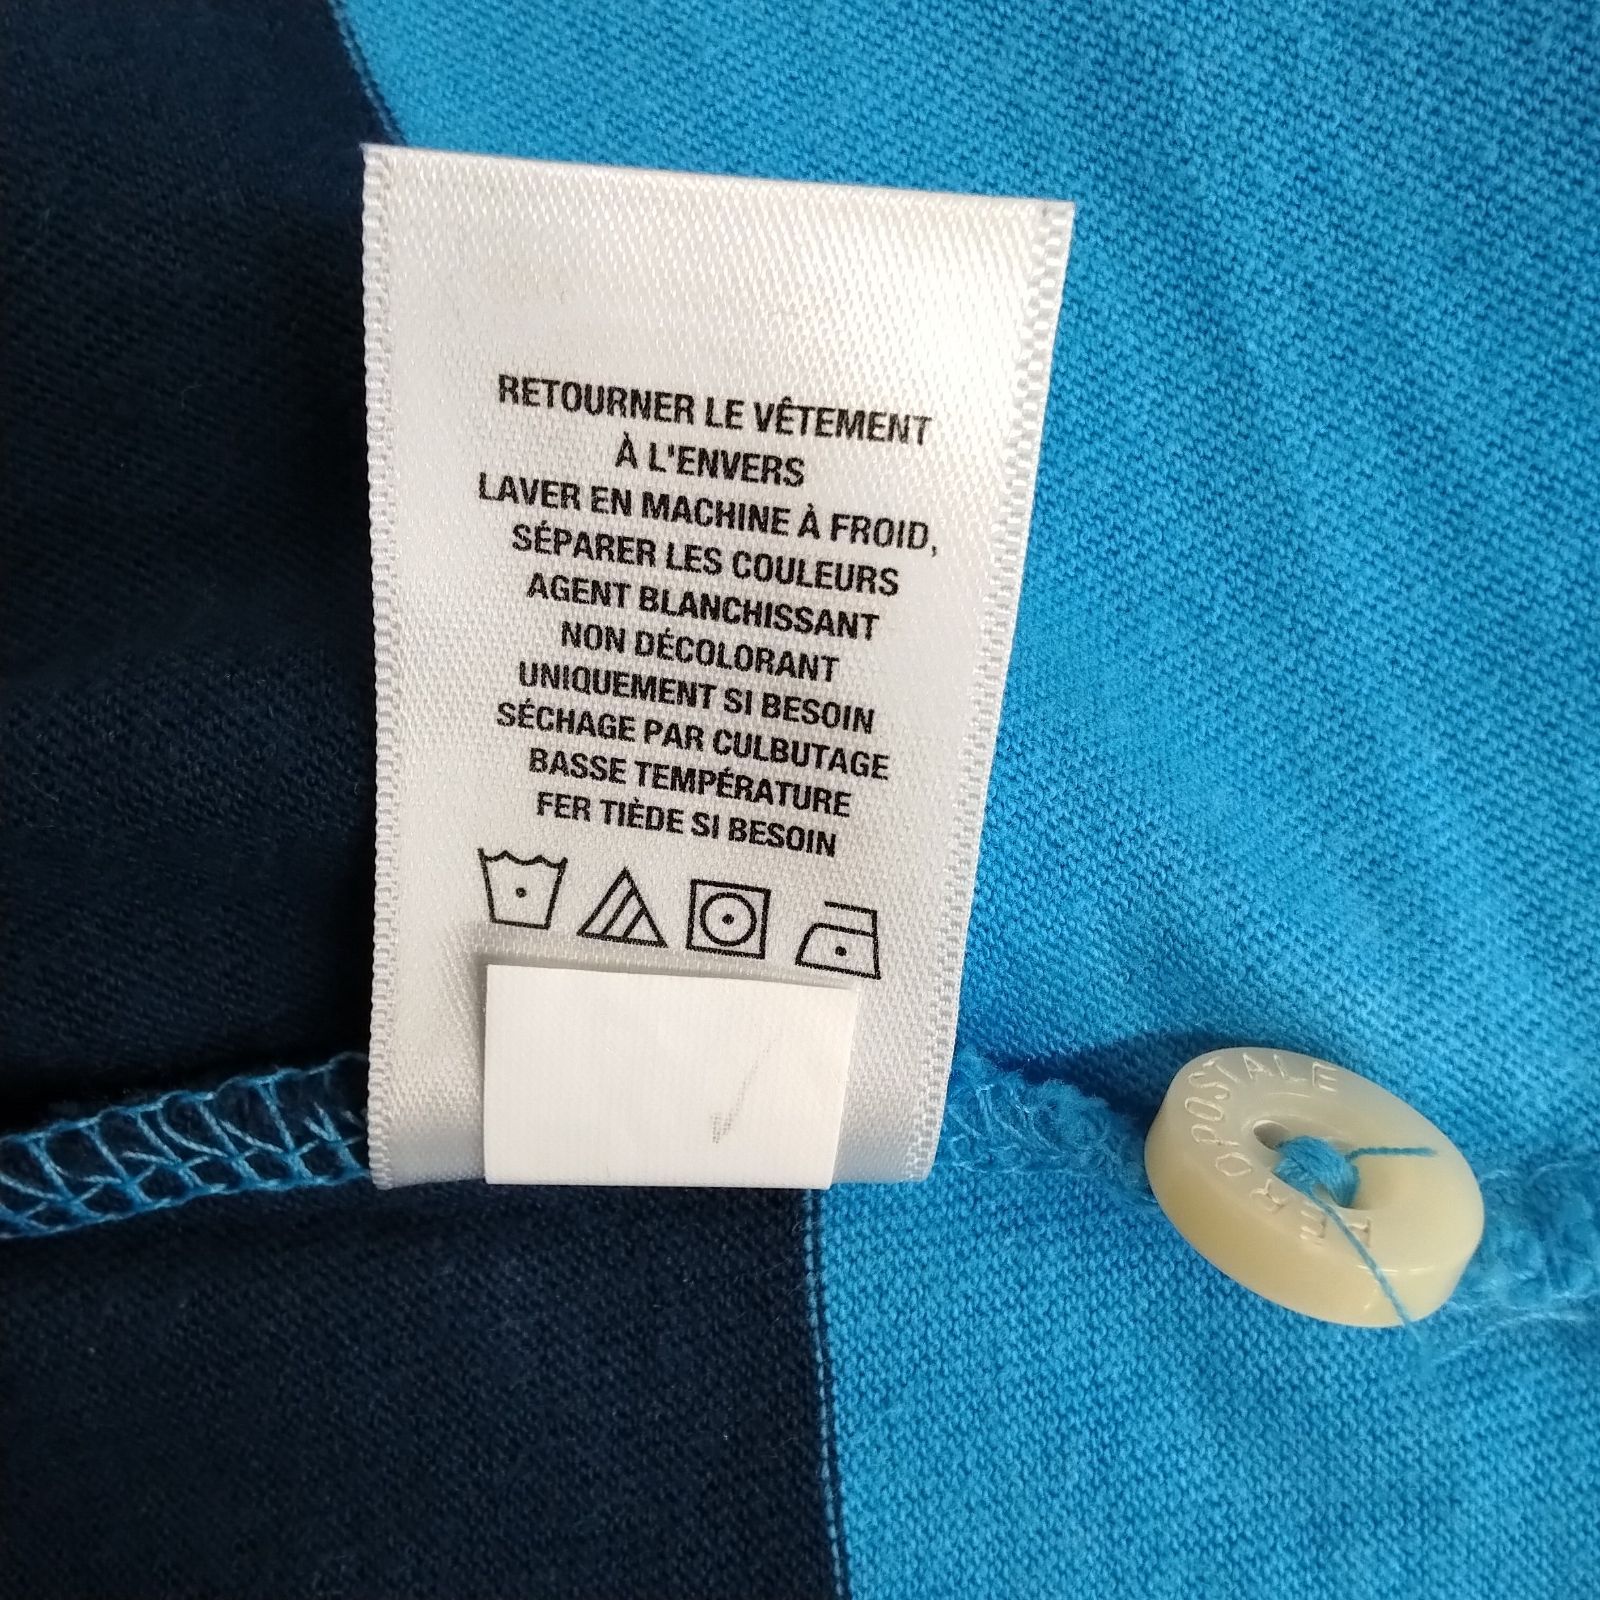 RETOURNER LE VÊTEMENT
À L'ENVERS
LAVER EN MACHINE À FROID,
SÉPARER LES COULEURS
AGENT BLANCHISSANT
NON DÉCOLORANT
UNIQUEMENT SI BESOIN
SÉCHAGE PAR CULBUTAGE
BASSE TEMPÉRATURE
FER TIÈDE SI BESOIN
AEROPOSTALE